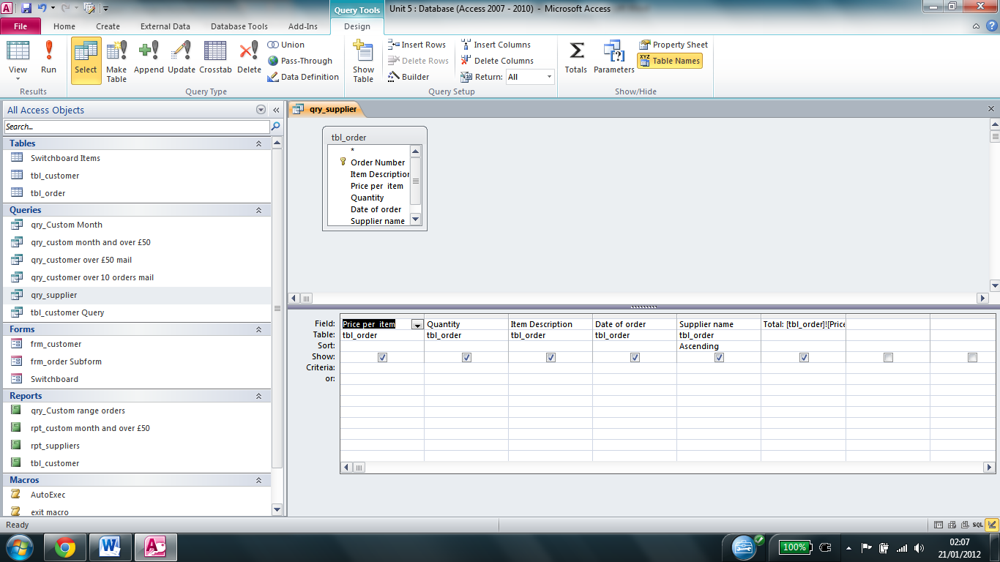 Query Tools
Unit 5 : Database (Access 2007 - 2010) - Microsoft Access
File Home Create External Data Database Tools Add-Ins Design
View
Run
Results
Select
Make Table
Append
Update
Crosstab
Delete
Union
Pass-Through
Data Definition
Query Type
Show Table
Insert Rows
Delete Rows
Builder
Insert Columns
Delete Columns
Return: All
Query Setup
Totals
Parameters
Property Sheet
XYZ Table Names
Show/Hide
All Access Objects
Search...
Tables
Switchboard Items
tbl_customer
tbl_order
Queries
qry_Custom Month
qry_custom month and over £50
qry_customer over £50 mail
qry_customer over 10 orders mail
qry_supplier
tbl_customer Query
Forms
frm_customer
frm_order Subform
Switchboard
Reports
qry_Custom range orders
rpt_custom month and over £50
rpt_suppliers
tbl_customer
Macros
AutoExec
exit macro
qry_supplier
tbl_order
*
Order Number
Item Description
Price per item
Quantity
Date of order
Supplier name
Field: Price per item Quantity Item Description Date of order Supplier name Total: [tbl_order]![Price
Table: tbl_order tbl_order tbl_order tbl_order tbl_order
Sort: Ascending
Show:
Criteria:
or:
Ready
SQL
100%
02:07
21/01/2012